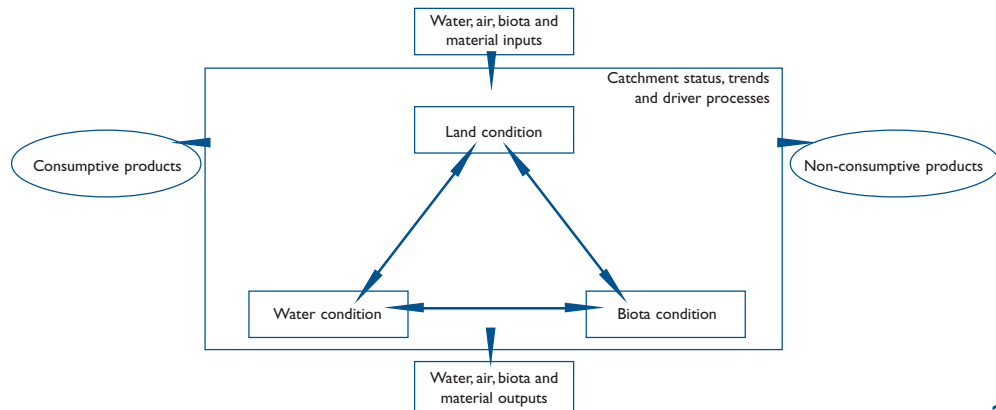 Water, air, biota and
material inputs
Catchment status, trends
and driver processes
Land condition
Consumptive products
Non-consumptive products
Water condition
Biota condition
Water, air, biota and
material outputs